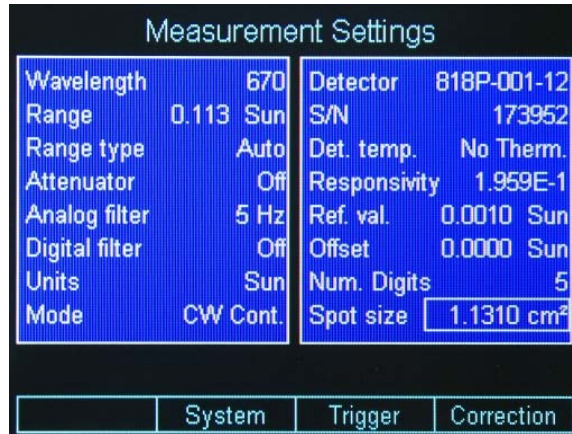 Measurement Settings
Wavelength 670
Range 0.113 Sun
Range type Auto
Attenuator Off
Analog filter 5 Hz
Digital filter Off
Units Sun
Mode CW Cont.
Detector 818P-001-12
S/N 173952
Det. temp. No Therm.
Responsivity 1.959E-1
Ref. val. 0.0010 Sun
Offset 0.0000 Sun
Num. Digits 5
Spot size 1.1310 cm²
System Trigger Correction